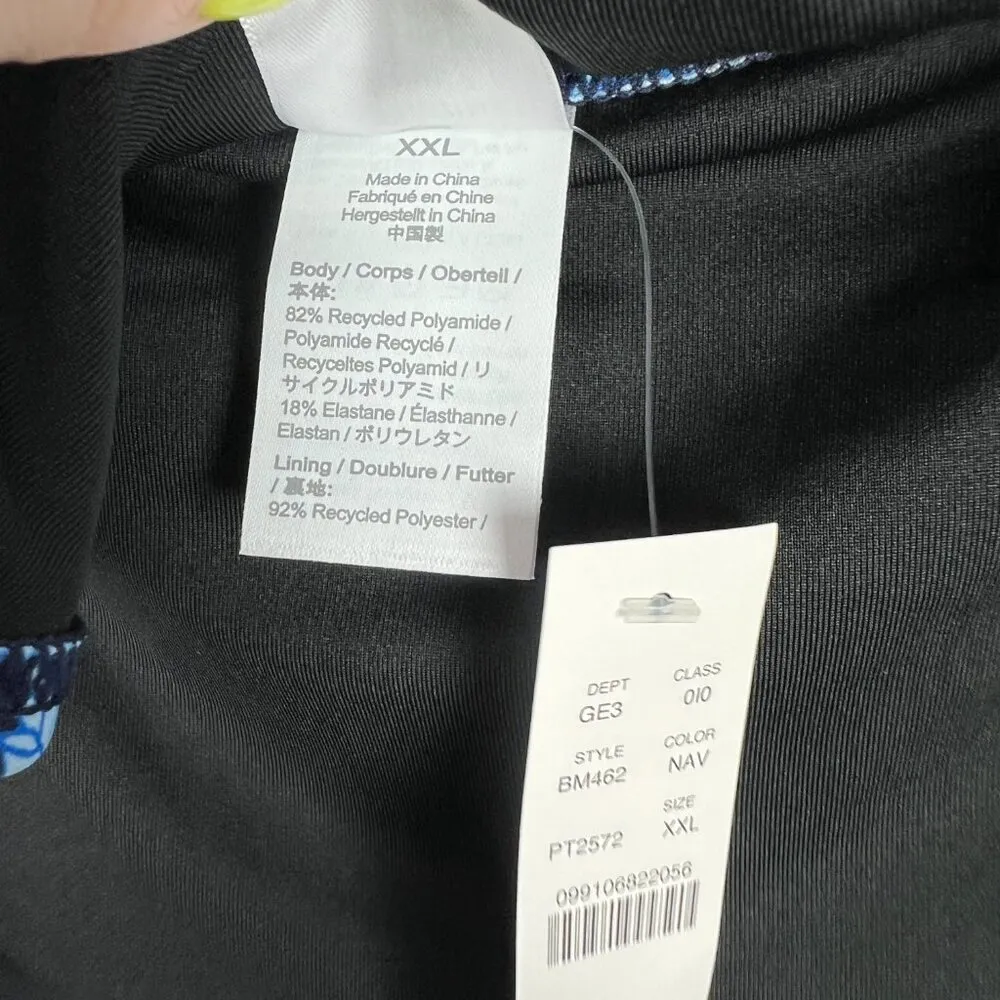 XXL
Made in China
Fabriqué en Chine
Hergestellt in China
中国製
Body / Corps / Oberteil /
本体:
82% Recycled Polyamide /
Polyamide Recyclé /
Recyceltes Polyamid / リ
サイクルポリアミド
18% Elastane / Élasthanne /
Elastan / ポリウレタン
Lining / Doublure / Futter
/ 裏地:
92% Recycled Polyester /
DEPT CLASS
GE3 010
STYLE COLOR
BM462 NAV
SIZE
PT2572 XXL
099106822056